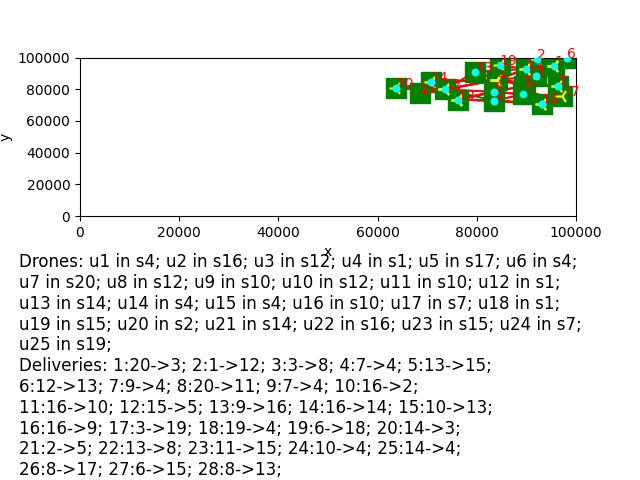 100000
80000
60000
40000
20000
0
y
0 20000 40000 60000 80000 100000
x
19
2
6
Drones: u1 in s4; u2 in s16; u3 in s12; u4 in s1; u5 in s17; u6 in s4;
u7 in s20; u8 in s12; u9 in s10; u10 in s12; u11 in s10; u12 in s1;
u13 in s14; u14 in s4; u15 in s4; u16 in s10; u17 in s7; u18 in s1;
u19 in s15; u20 in s2; u21 in s14; u22 in s16; u23 in s15; u24 in s7;
u25 in s19;
Deliveries: 1:20->3; 2:1->12; 3:3->8; 4:7->4; 5:13->15;
6:12->13; 7:9->4; 8:20->11; 9:7->4; 10:16->2;
11:16->10; 12:15->5; 13:9->16; 14:16->14; 15:10->13;
16:16->9; 17:3->19; 18:19->4; 19:6->18; 20:14->3;
21:2->5; 22:13->8; 23:11->15; 24:10->4; 25:14->4;
26:8->17; 27:6->15; 28:8->13;